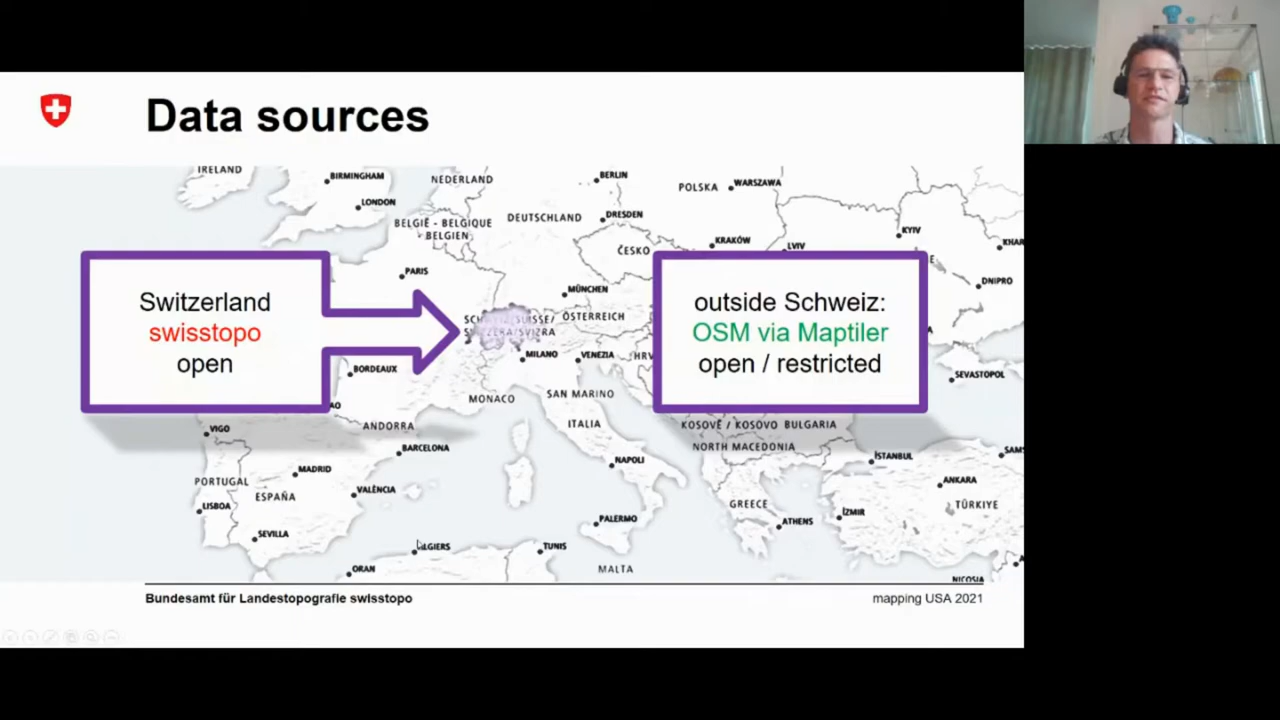 Data sources
IRELAND
BIRMINGHAM
NEDERLAND
BERLIN
POLSKA
WARSZAWA
LONDON
BELGIË - BELGIQUE
- BELGIEN
DEUTSCHLAND
DRESDEN
KYIV
KRAKÓW
LVIV
ČESKO
PARIS
DNIPRO
MÜNCHEN
Switzerland
swisstopo
open
ÖSTERREICH
outside Schweiz:
OSM via Maptiler
open / restricted
MILANO
VENEZIA
BORDEAUX
SEVASTOPOL
MONACO
SAN MARINO
ITALIA
VIGO
ANDORRA
KOSOVË / KOSOVO
BULGARIA
BARCELONA
NORTH MACEDONIA
İSTANBUL
NAPOLI
MADRID
PORTUGAL
ESPAÑA
VALÈNCIA
ANKARA
LISBOA
GREECE
İZMIR
TÜRKIYE
SEVILLA
PALERMO
ATHENS
TUNIS
ORAN
MALTA
NICOSIA
Bundesamt für Landestopografie swisstopo
mapping USA 2021